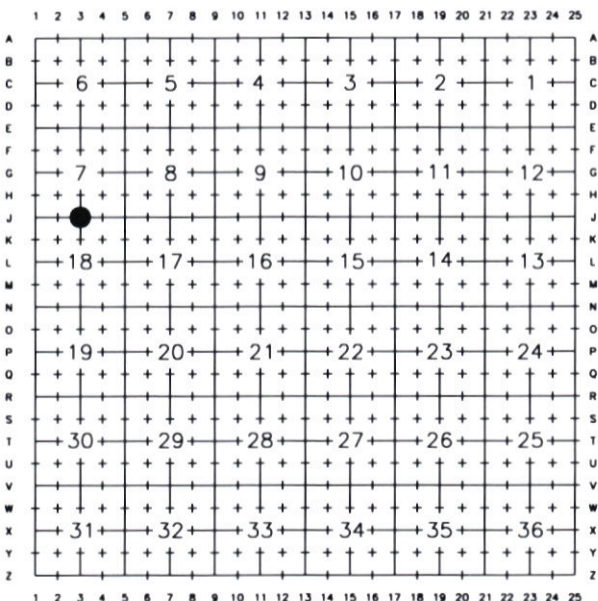 1 2 3 4 5 6 7 8 9 10 11 12 13 14 15 16 17 18 19 20 21 22 23 24 25
A A
B B
C 6 5 4 3 2 1 C
D D
E E
F F
G 7 8 9 10 11 12 G
H H
J J
K K
L 18 17 16 15 14 13 L
M M
N N
O O
P 19 20 21 22 23 24 P
Q Q
R R
S S
T 30 29 28 27 26 25 T
U U
V V
W W
X 31 32 33 34 35 36 X
Y Y
Z Z
1 2 3 4 5 6 7 8 9 10 11 12 13 14 15 16 17 18 19 20 21 22 23 24 25